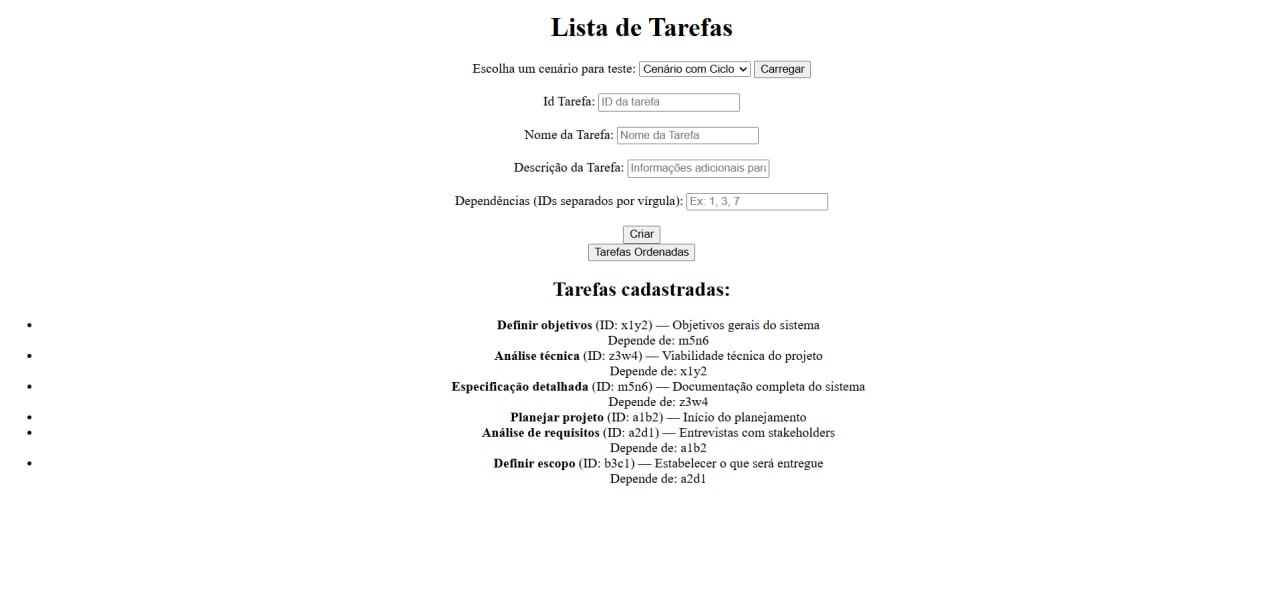 Lista de Tarefas
Escolha um cenário para teste: Cenário com Ciclo Carregar
Id Tarefa: ID da tarefa
Nome da Tarefa: Nome da Tarefa
Descrição da Tarefa: Informações adicionais para
Dependências (IDs separados por vírgula): Ex: 1, 3, 7
Criar
Tarefas Ordenadas
Tarefas cadastradas:
• Definir objetivos (ID: x1y2) — Objetivos gerais do sistema
Depende de: m5n6
• Análise técnica (ID: z3w4) — Viabilidade técnica do projeto
Depende de: x1y2
• Especificação detalhada (ID: m5n6) — Documentação completa do sistema
Depende de: z3w4
• Planejar projeto (ID: a1b2) — Início do planejamento
• Análise de requisitos (ID: a2d1) — Entrevistas com stakeholders
Depende de: a1b2
• Definir escopo (ID: b3c1) — Estabelecer o que será entregue
Depende de: a2d1